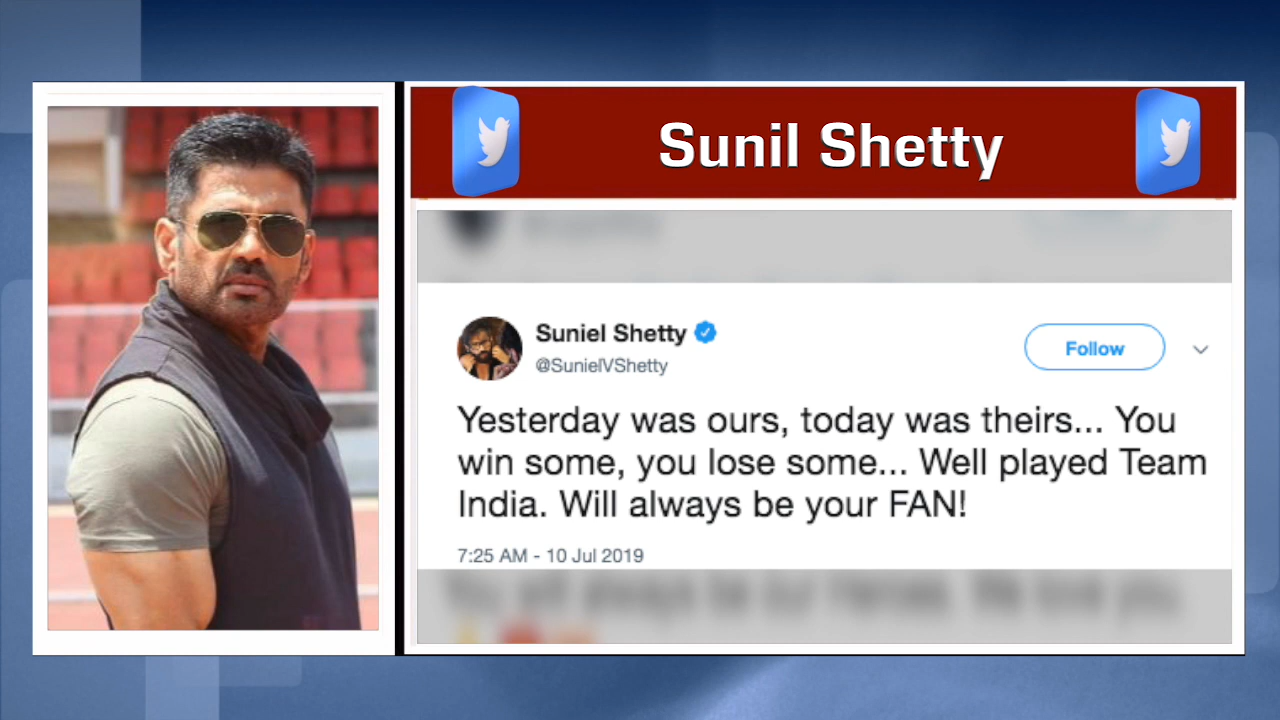 Sunil Shetty
Suniel Shetty
@SunielVShetty
Follow
Yesterday was ours, today was theirs... You
win some, you lose some... Well played Team
India. Will always be your FAN!
7:25 AM - 10 Jul 2019